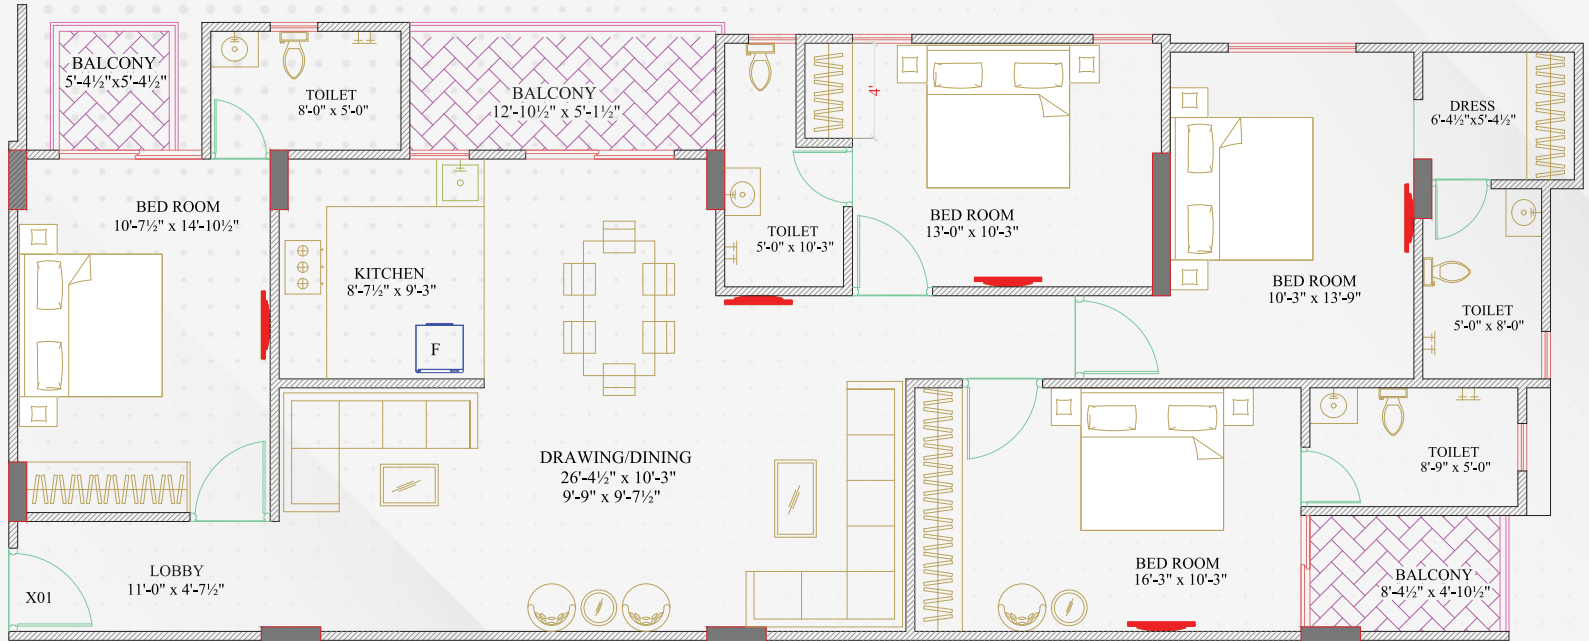 BALCONY
5'-4½"x5'-4½"
TOILET
8'-0" x 5'-0"
BALCONY
12'-10½" x 5'-1½"
4'
DRESS
6'-4½"x5'-4½"
BED ROOM
10'-7½" x 14'-10½"
BED ROOM
13'-0" x 10'-3"
TOILET
5'-0" x 10'-3"
KITCHEN
8'-7½" x 9'-3"
BED ROOM
10'-3" x 13'-9"
TOILET
5'-0" x 8'-0"
F
DRAWING/DINING
26'-4½" x 10'-3"
9'-9" x 9'-7½"
TOILET
8'-9" x 5'-0"
LOBBY
11'-0" x 4'-7½"
X01
BED ROOM
16'-3" x 10'-3"
BALCONY
8'-4½" x 4'-10½"